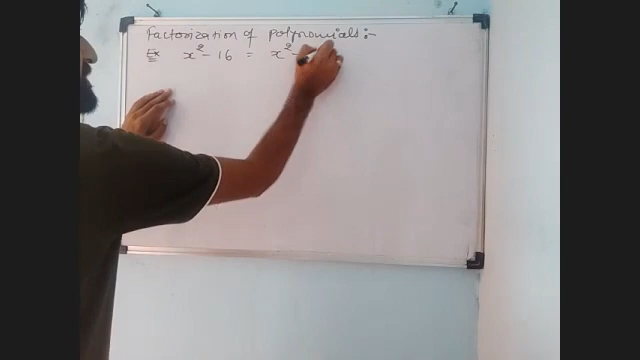 Factorization of polynomials :-
Ex x² - 16 = x² -